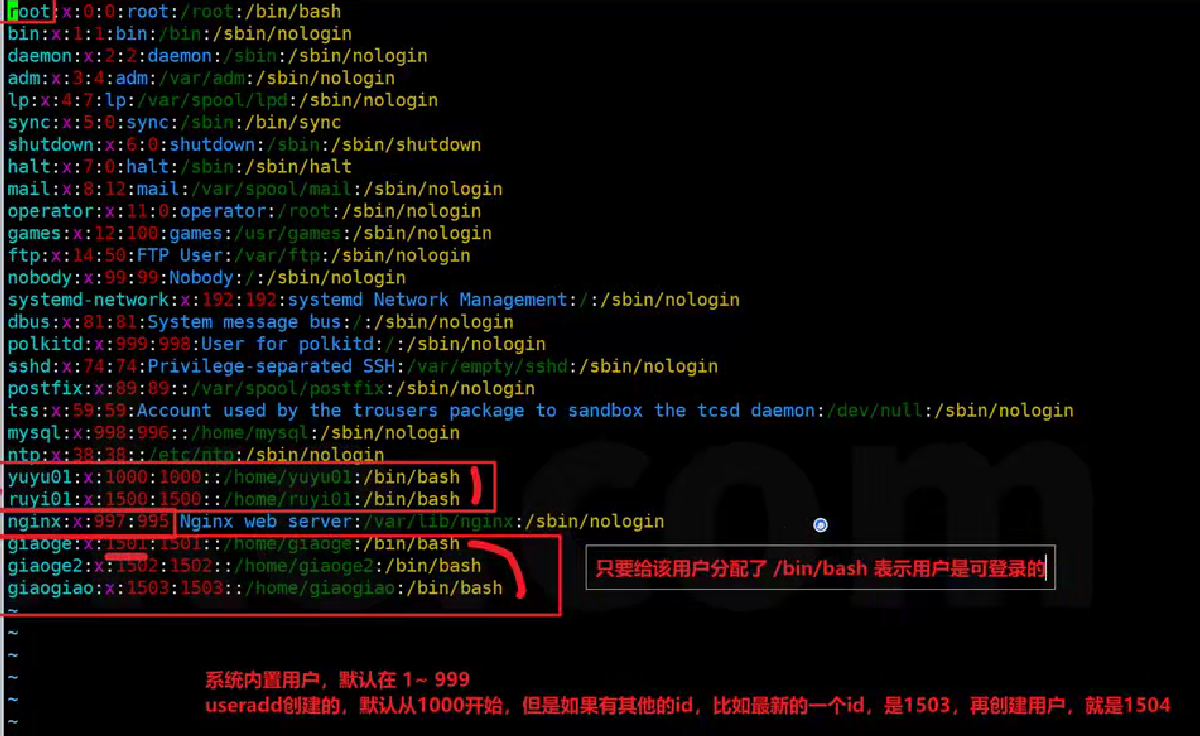 root:x:0:0:root:/root:/bin/bash
bin:x:1:1:bin:/bin:/sbin/nologin
daemon:x:2:2:daemon:/sbin:/sbin/nologin
adm:x:3:4:adm:/var/adm:/sbin/nologin
lp:x:4:7:lp:/var/spool/lpd:/sbin/nologin
sync:x:5:0:sync:/sbin:/bin/sync
shutdown:x:6:0:shutdown:/sbin:/sbin/shutdown
halt:x:7:0:halt:/sbin:/sbin/halt
mail:x:8:12:mail:/var/spool/mail:/sbin/nologin
operator:x:11:0:operator:/root:/sbin/nologin
games:x:12:100:games:/usr/games:/sbin/nologin
ftp:x:14:50:FTP User:/var/ftp:/sbin/nologin
nobody:x:99:99:Nobody:/:/sbin/nologin
systemd-network:x:192:192:systemd Network Management:/:/sbin/nologin
dbus:x:81:81:System message bus:/:/sbin/nologin
polkitd:x:999:998:User for polkitd:/:/sbin/nologin
sshd:x:74:74:Privilege-separated SSH:/var/empty/sshd:/sbin/nologin
postfix:x:89:89::/var/spool/postfix:/sbin/nologin
tss:x:59:59:Account used by the trousers package to sandbox the tcsd daemon:/dev/null:/sbin/nologin
mysql:x:998:996::/home/mysql:/sbin/nologin
ntp:x:38:38::/etc/ntp:/sbin/nologin
yuyu01:x:1000:1000::/home/yuyu01:/bin/bash
ruyi01:x:1500:1500::/home/ruyi01:/bin/bash
nginx:x:997:995:Nginx web server:/var/lib/nginx:/sbin/nologin
giaoge:x:1501:1501::/home/giaoge:/bin/bash
giaoge2:x:1502:1502::/home/giaoge2:/bin/bash
giaogiao:x:1503:1503::/home/giaogiao:/bin/bash
只要给该用户分配了 /bin/bash 表示用户是可登录的
~
~
~
~
~
~
系统内置用户，默认在 1~ 999
useradd创建的，默认从1000开始，但是如果有其他的id，比如最新的一个id，是1503，再创建用户，就是1504